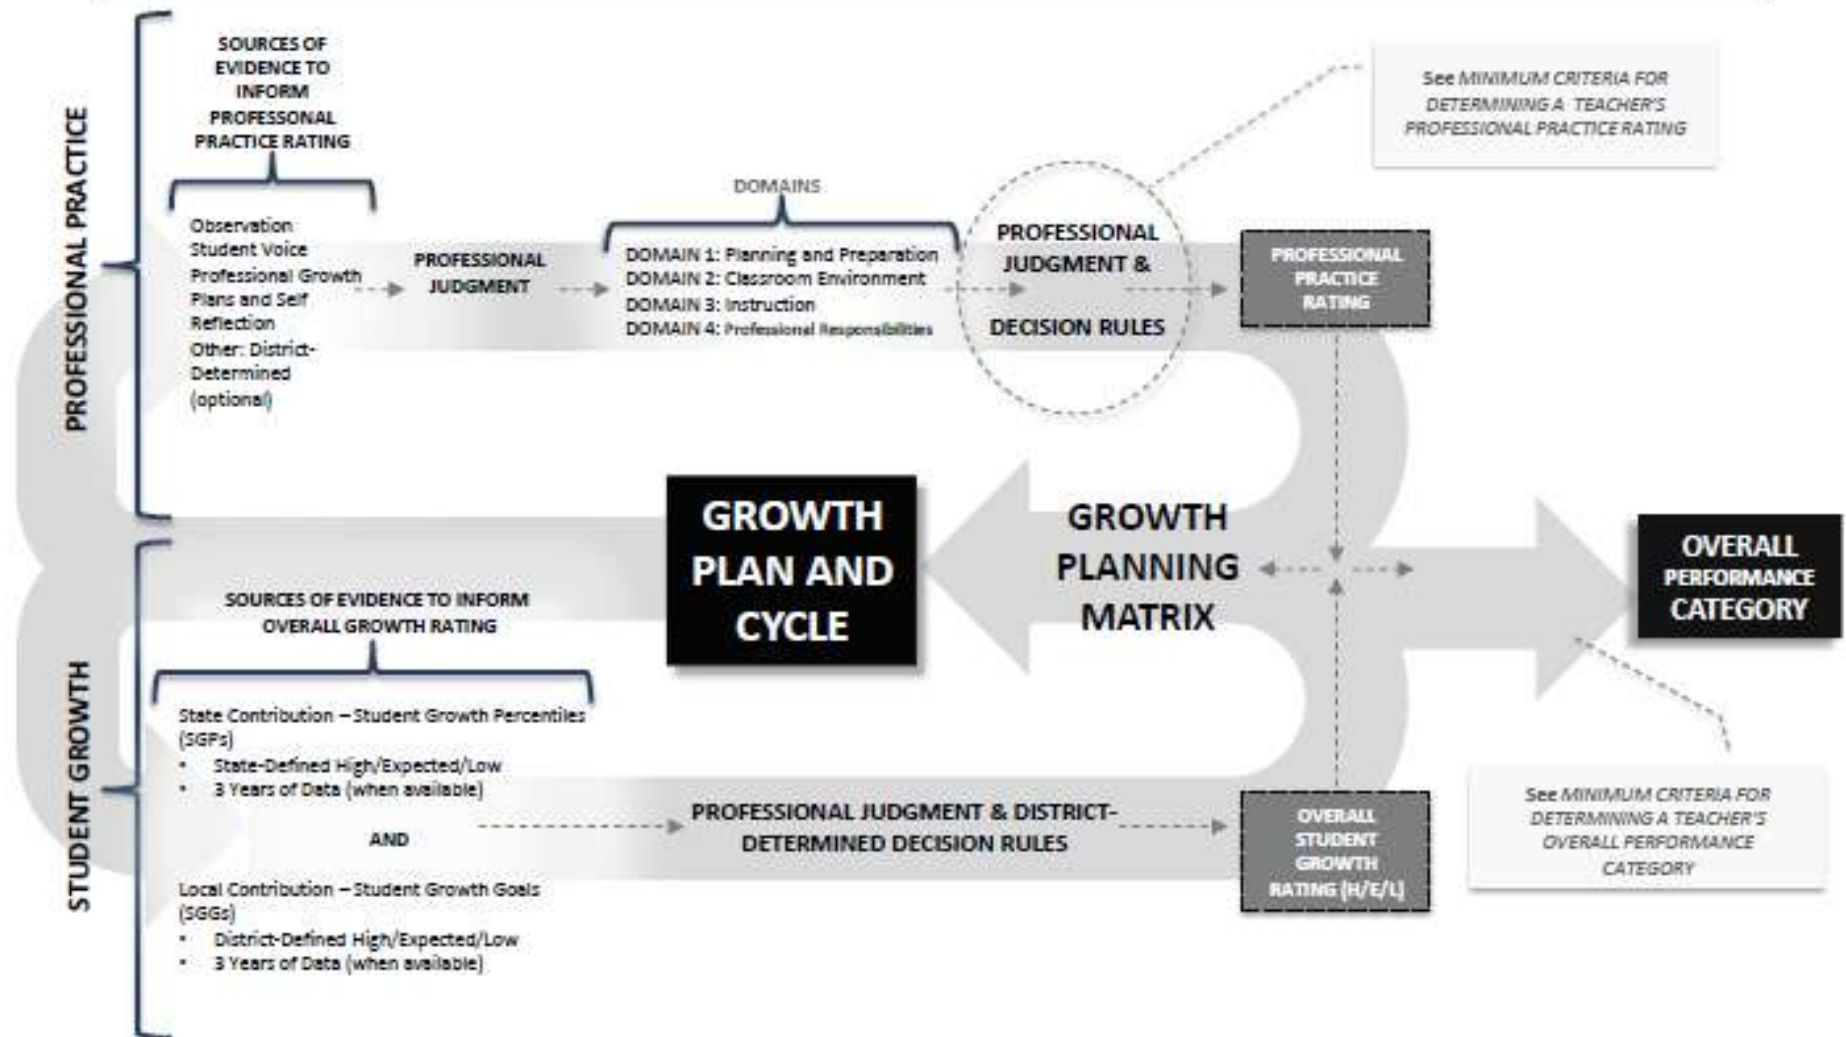 PROFESSIONAL PRACTICE
SOURCES OF
EVIDENCE TO
INFORM
PROFESSONAL
PRACTICE RATING
Observation
Student Voice
Professional Growth
Plans and Self
Reflection
Other: District-
Determined
(optional)
PROFESSIONAL
JUDGMENT
DOMAINS
DOMAIN 1: Planning and Preparation
DOMAIN 2: Classroom Environment
DOMAIN 3: Instruction
DOMAIN 4: Professional Responsibilities
PROFESSIONAL
JUDGMENT &
DECISION RULES
PROFESSIONAL
PRACTICE
RATING
See MINIMUM CRITERIA FOR
DETERMINING A TEACHER'S
PROFESSIONAL PRACTICE RATING
GROWTH
PLAN AND
CYCLE
GROWTH
PLANNING
MATRIX
OVERALL
PERFORMANCE
CATEGORY
STUDENT GROWTH
SOURCES OF EVIDENCE TO INFORM
OVERALL GROWTH RATING
State Contribution – Student Growth Percentiles
(SGPs)
• State-Defined High/Expected/Low
• 3 Years of Data (when available)
AND
Local Contribution – Student Growth Goals
(SGGs)
• District-Defined High/Expected/Low
• 3 Years of Data (when available)
PROFESSIONAL JUDGMENT & DISTRICT-
DETERMINED DECISION RULES
OVERALL
STUDENT
GROWTH
RATING (H/E/L)
See MINIMUM CRITERIA FOR
DETERMINING A TEACHER'S
OVERALL PERFORMANCE
CATEGORY